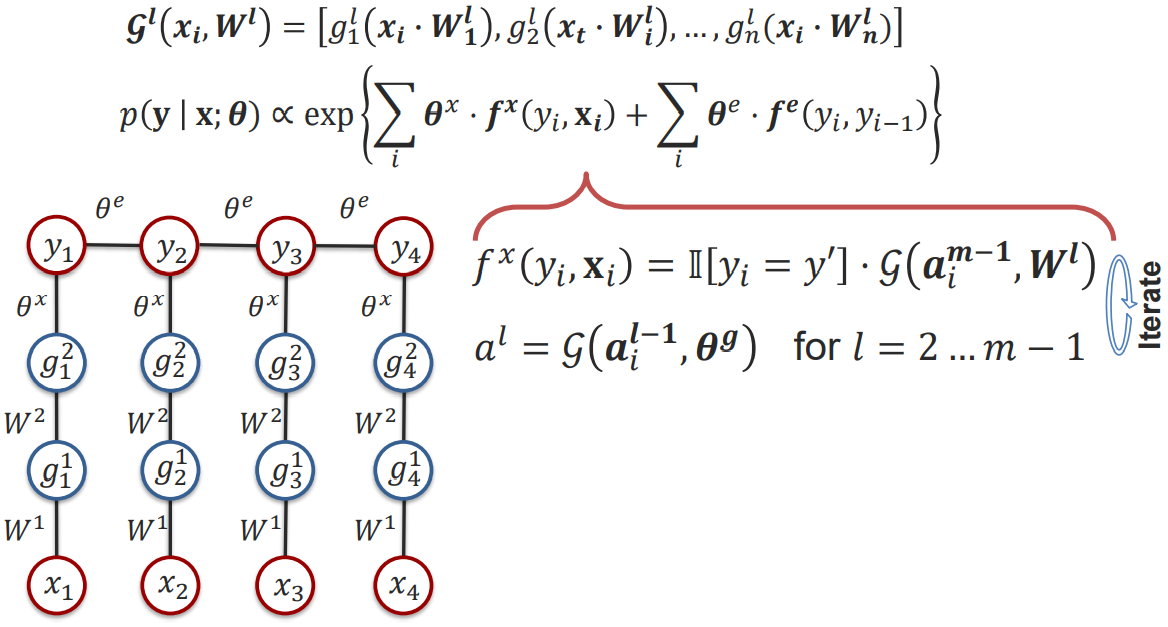 𝓖ˡ(xᵢ, Wˡ) = [g₁ˡ(xᵢ · W₁ˡ), g₂ˡ(xₜ · Wᵢˡ), … , gₙˡ(xᵢ · Wₙˡ)]
p(y | x; θ) ∝ exp{∑ᵢ θˣ · fˣ(yᵢ, xᵢ) + ∑ᵢ θᵉ · fᵉ(yᵢ, yᵢ₋₁)}
θᵉ θᵉ θᵉ
y₁ y₂ y₃ y₄
fˣ(yᵢ, xᵢ) = 𝕀[yᵢ = y′] · 𝒢(aᵢᵐ⁻¹, Wˡ)
Iterate
θˣ θˣ θˣ θˣ
aˡ = 𝒢(aᵢˡ⁻¹, θᵍ) for l = 2 … m − 1
g₁² g₂² g₃² g₄²
W² W² W² W²
g₁¹ g₂¹ g₃¹ g₄¹
W¹ W¹ W¹ W¹
x₁ x₂ x₃ x₄